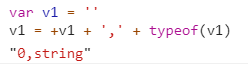 var v1 = ''
v1 = +v1 + ',' + typeof(v1)
"0,string"